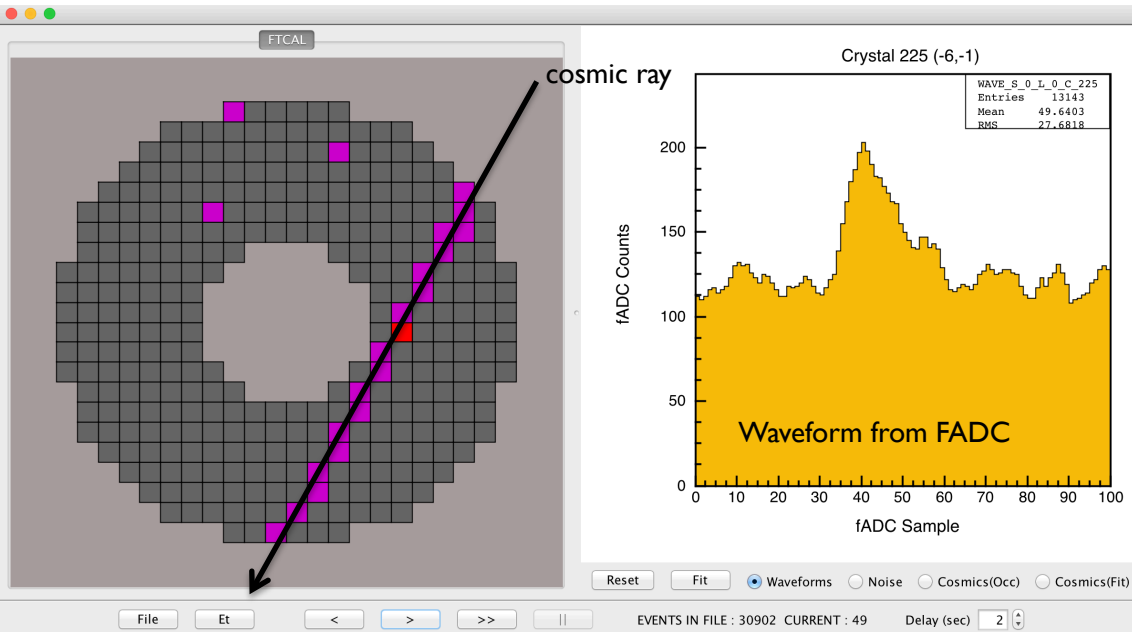 FTCAL
cosmic ray
Crystal 225 (-6,-1)
WAVE_S_0_L_0_C_225
Entries 13143
Mean 49.6403
RMS 27.6818
fADC Counts
200
150
100
50
0
Waveform from FADC
0 10 20 30 40 50 60 70 80 90 100
fADC Sample
Reset Fit Waveforms Noise Cosmics(Occ) Cosmics(Fit)
File Et < > >> || EVENTS IN FILE : 30902 CURRENT : 49 Delay (sec) 2